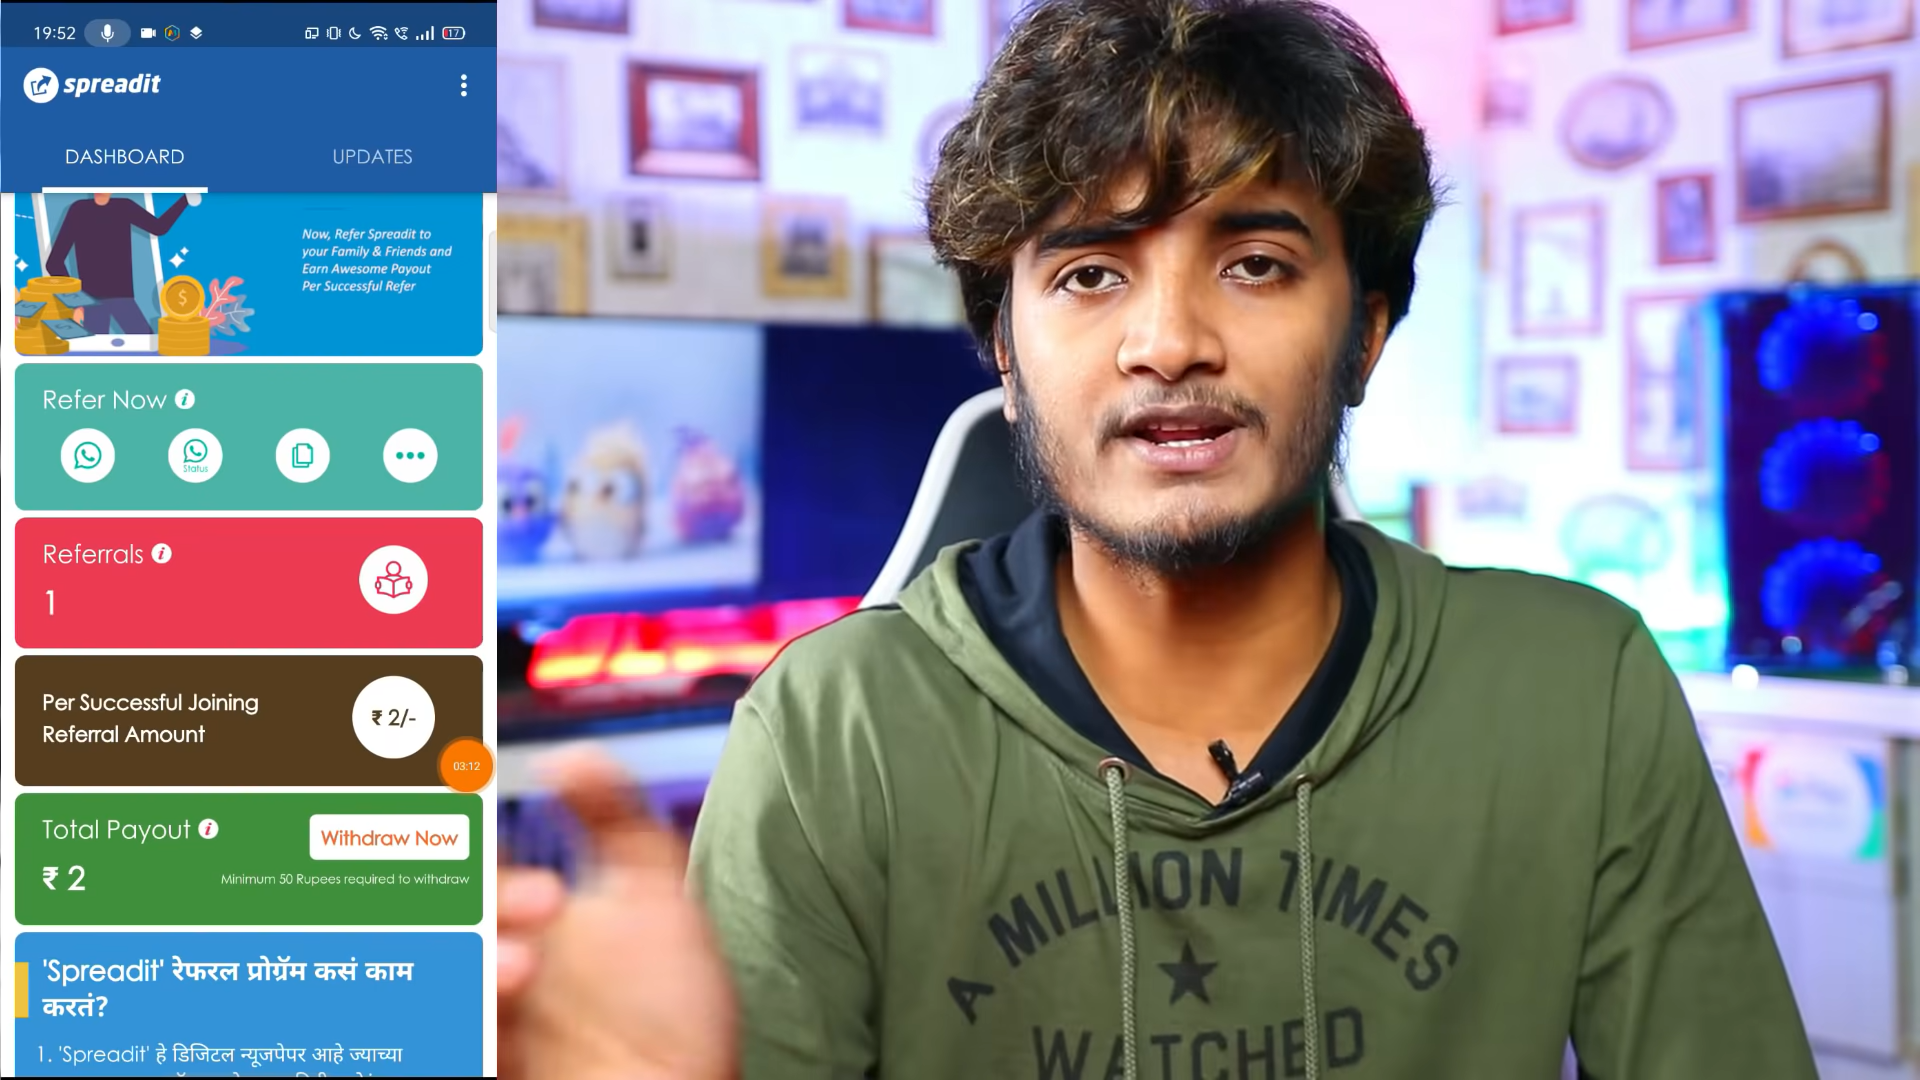 19:52
17
spreadit
DASHBOARD
UPDATES
Now, Refer Spreadit to
your Family & Friends and
Earn Awesome Payout
Per Successful Refer
Refer Now
Status
Referrals
1
Per Successful Joining
Referral Amount
₹ 2/-
03:12
Total Payout
Withdraw Now
₹ 2
Minimum 50 Rupees required to withdraw
'Spreadit' रेफरल प्रोग्रॅम कसं काम
करतं?
1. 'Spreadit' हे डिजिटल न्यूजपेपर आहे ज्याच्या
A MILLION TIMES
WATCHED